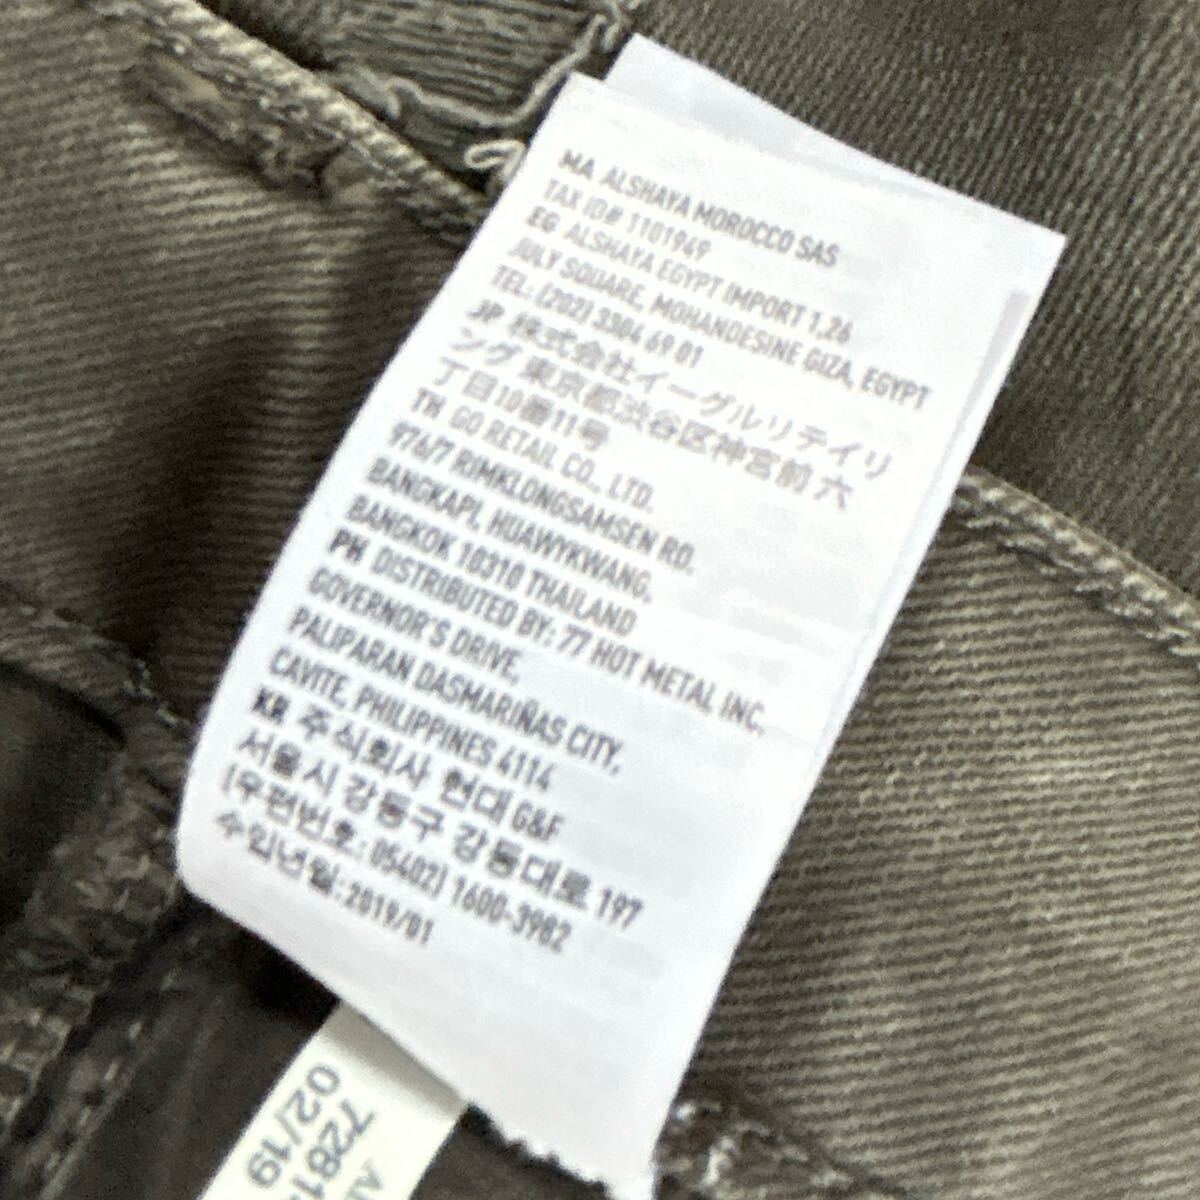 MA ALSHAYA MOROCCO SAS
TAX ID# 1101949
EG ALSHAYA EGYPT IMPORT 1.26
JULY SQUARE, MOHANDESINE GIZA, EGYPT
TEL: (202) 3304 69 01
JP 株式会社イーグルリテイリ
ング 東京都渋谷区神宮前六
丁目10番11号
TH GO RETAIL CO., LTD.
976/7 RIMKLONGSAMSEN RD.
BANGKAPI, HUAWYKWANG,
BANGKOK 10310 THAILAND
PH DISTRIBUTED BY: 77 HOT METAL INC,
GOVERNOR'S DRIVE,
PALIPARAN DASMARIÑAS CITY,
CAVITE, PHILIPPINES 4114
KR 주식회사 현대 G&F
서울시 강동구 강동대로 197
(우편번호: 05402) 1600-3982
수입년월: 2019/01
7281
02/19